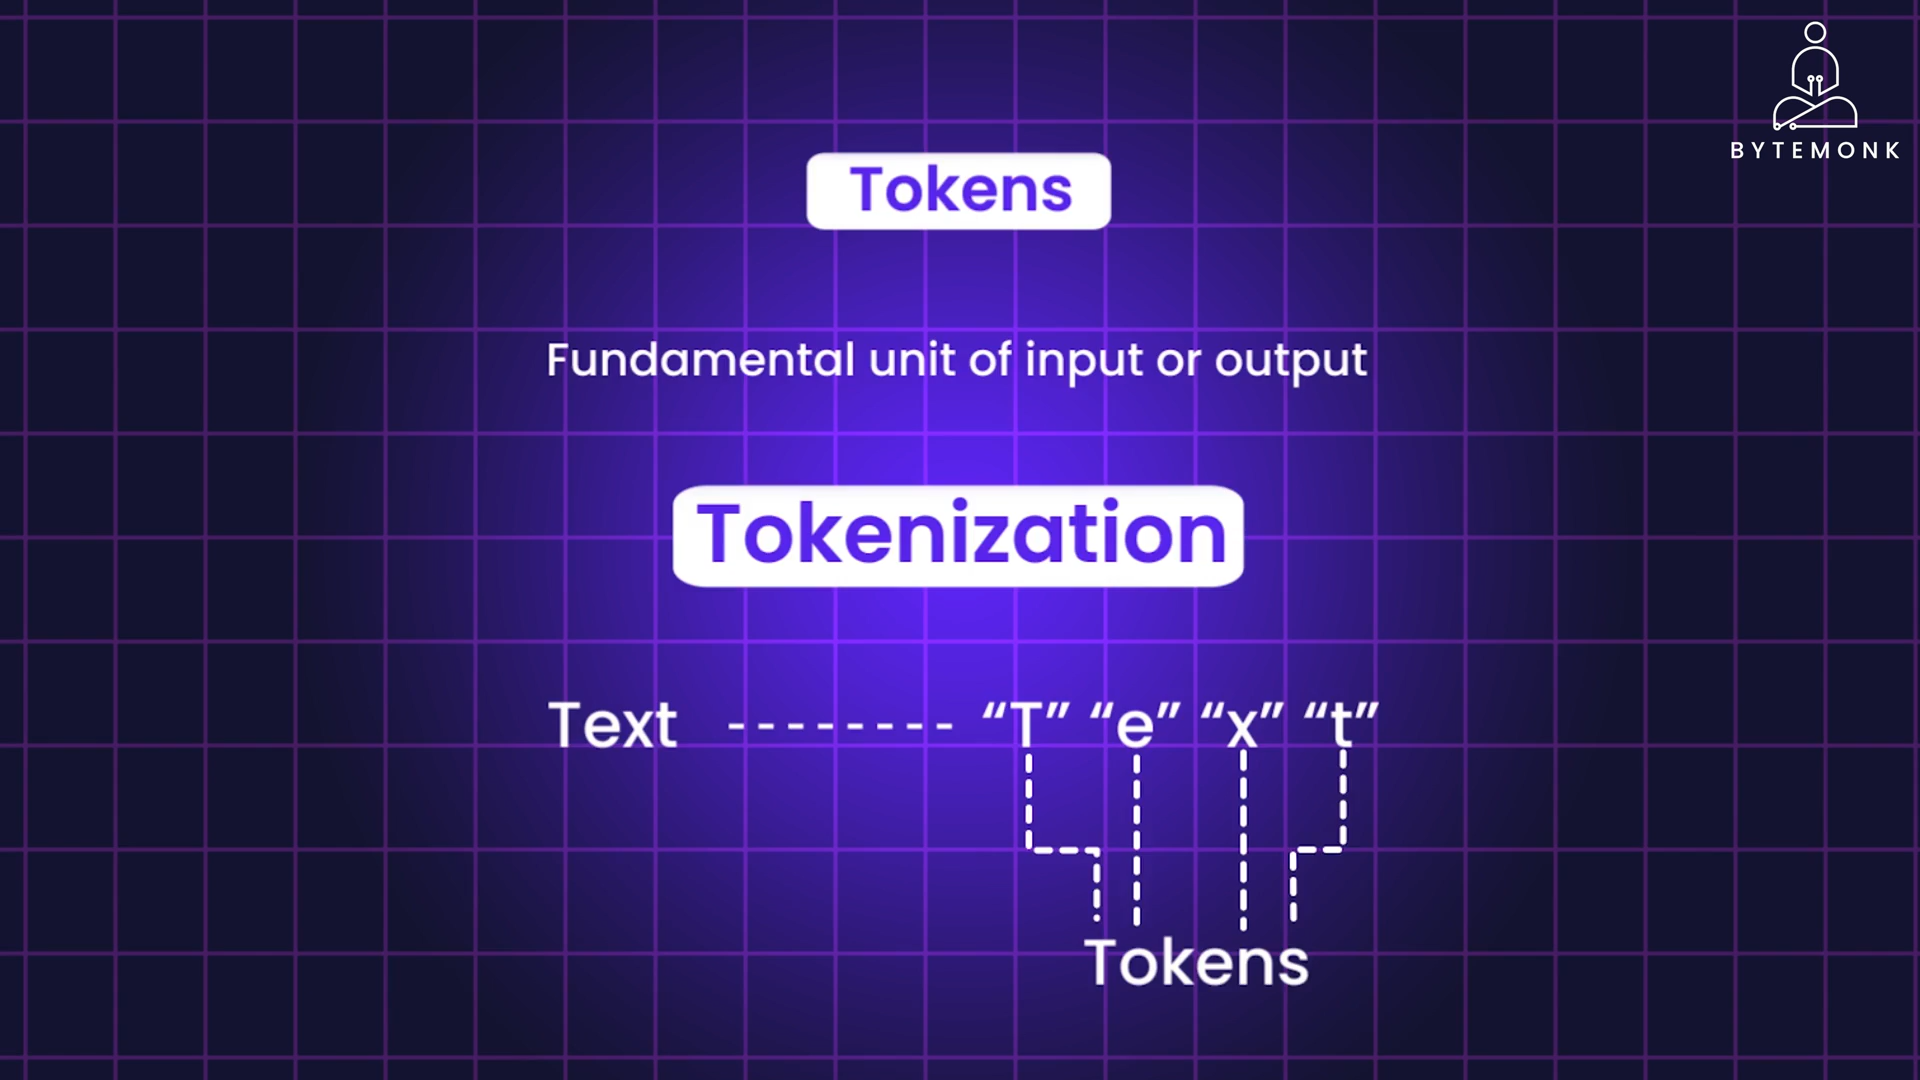 BYTEMONK
Tokens
Fundamental unit of input or output
Tokenization
Text -------- “T” “e” “x” “t”
Tokens